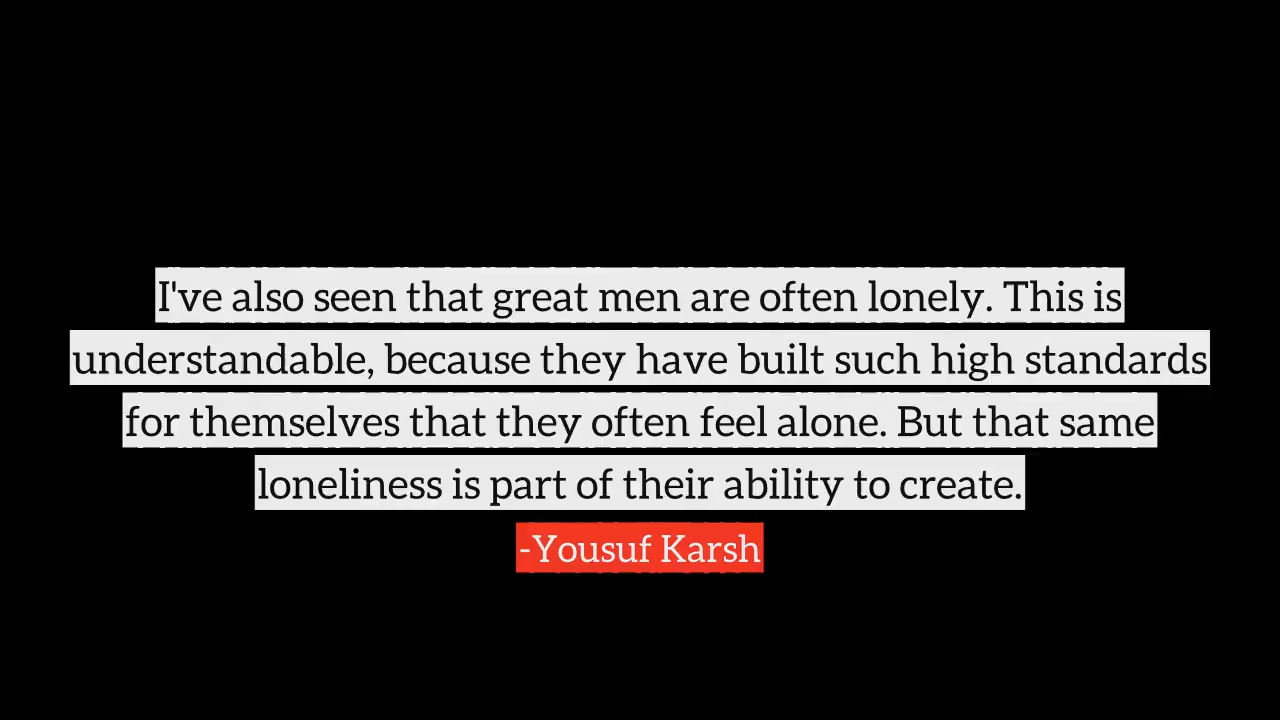 I've also seen that great men are often lonely. This is
understandable, because they have built such high standards
for themselves that they often feel alone. But that same
loneliness is part of their ability to create.
-Yousuf Karsh